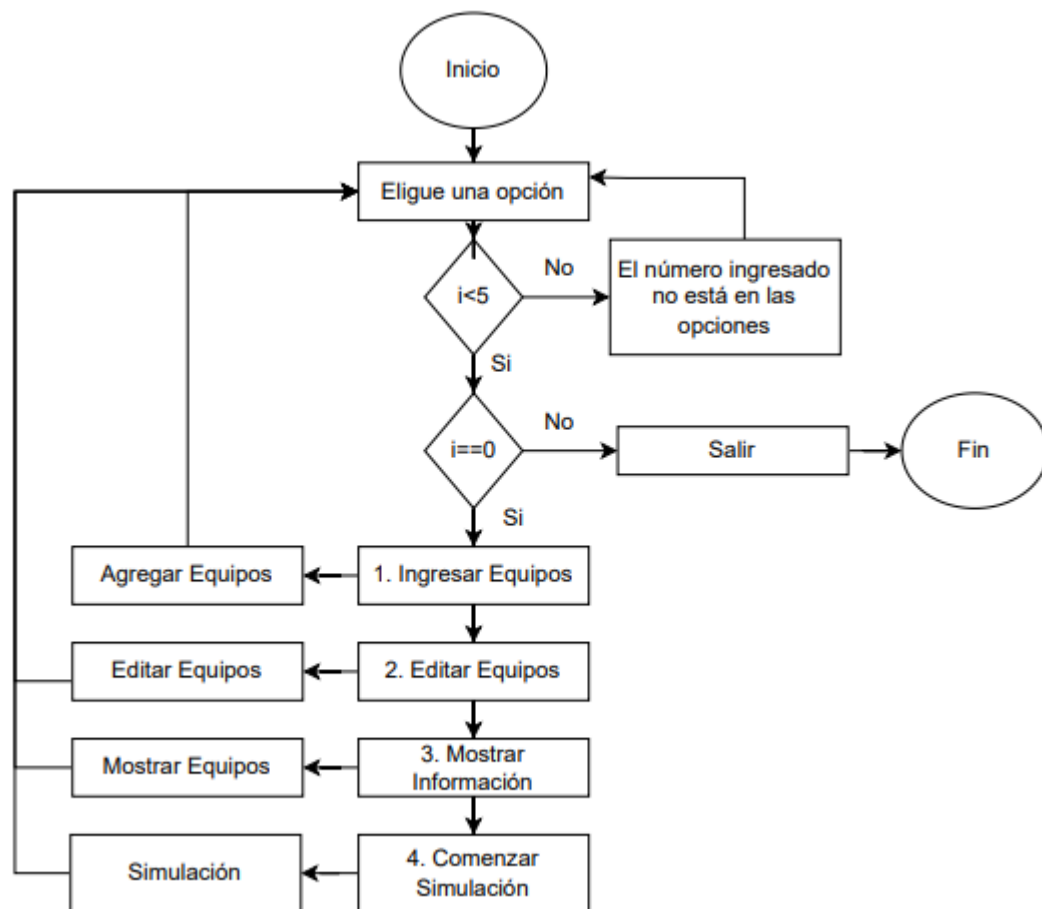 Inicio
Eligue una opción
i<5
No
El número ingresado
no está en las
opciones
Si
i==0
No
Salir
Fin
Si
Agregar Equipos
1. Ingresar Equipos
Editar Equipos
2. Editar Equipos
Mostrar Equipos
3. Mostrar
Información
Simulación
4. Comenzar
Simulación